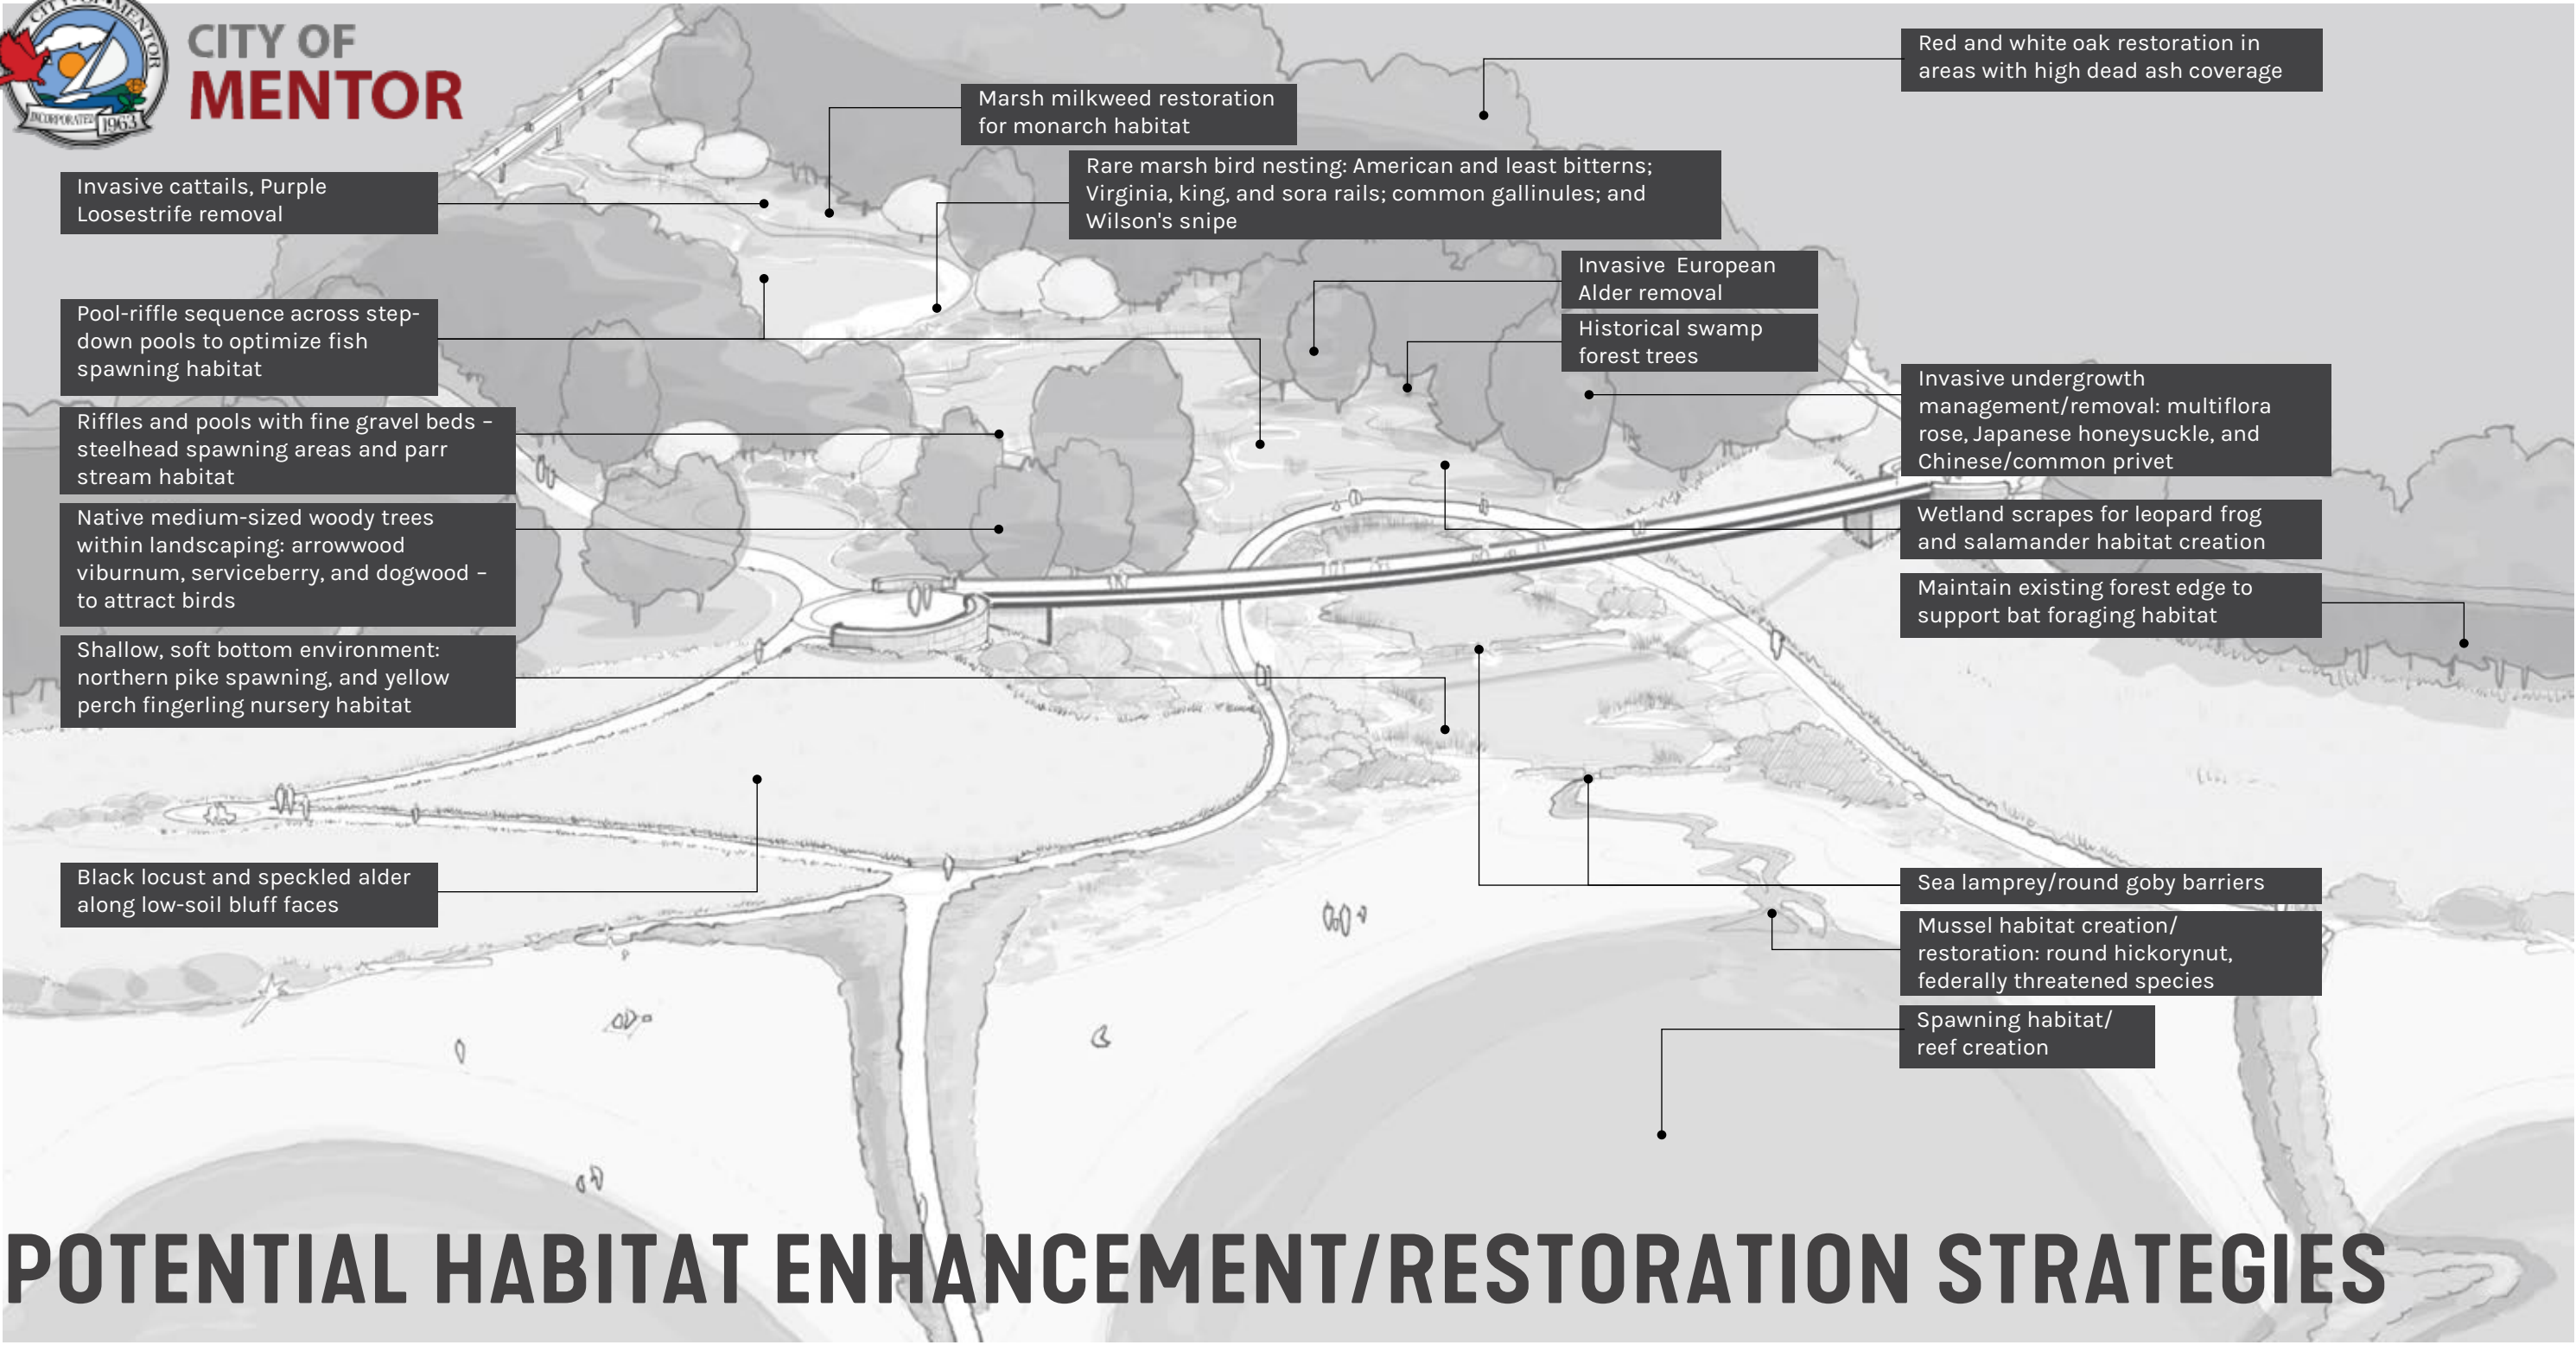 CITY OF MENTOR
INCORPORATED 1963
CITY OF
MENTOR
Red and white oak restoration in
areas with high dead ash coverage
Marsh milkweed restoration
for monarch habitat
Rare marsh bird nesting: American and least bitterns;
Virginia, king, and sora rails; common gallinules; and
Wilson's snipe
Invasive cattails, Purple
Loosestrife removal
Invasive European
Alder removal
Pool-riffle sequence across step-
down pools to optimize fish
spawning habitat
Historical swamp
forest trees
Invasive undergrowth
management/removal: multiflora
rose, Japanese honeysuckle, and
Chinese/common privet
Riffles and pools with fine gravel beds –
steelhead spawning areas and parr
stream habitat
Native medium-sized woody trees
within landscaping: arrowwood
viburnum, serviceberry, and dogwood –
to attract birds
Wetland scrapes for leopard frog
and salamander habitat creation
Maintain existing forest edge to
support bat foraging habitat
Shallow, soft bottom environment:
northern pike spawning, and yellow
perch fingerling nursery habitat
Black locust and speckled alder
along low-soil bluff faces
Sea lamprey/round goby barriers
Mussel habitat creation/
restoration: round hickorynut,
federally threatened species
Spawning habitat/
reef creation
POTENTIAL HABITAT ENHANCEMENT/RESTORATION STRATEGIES